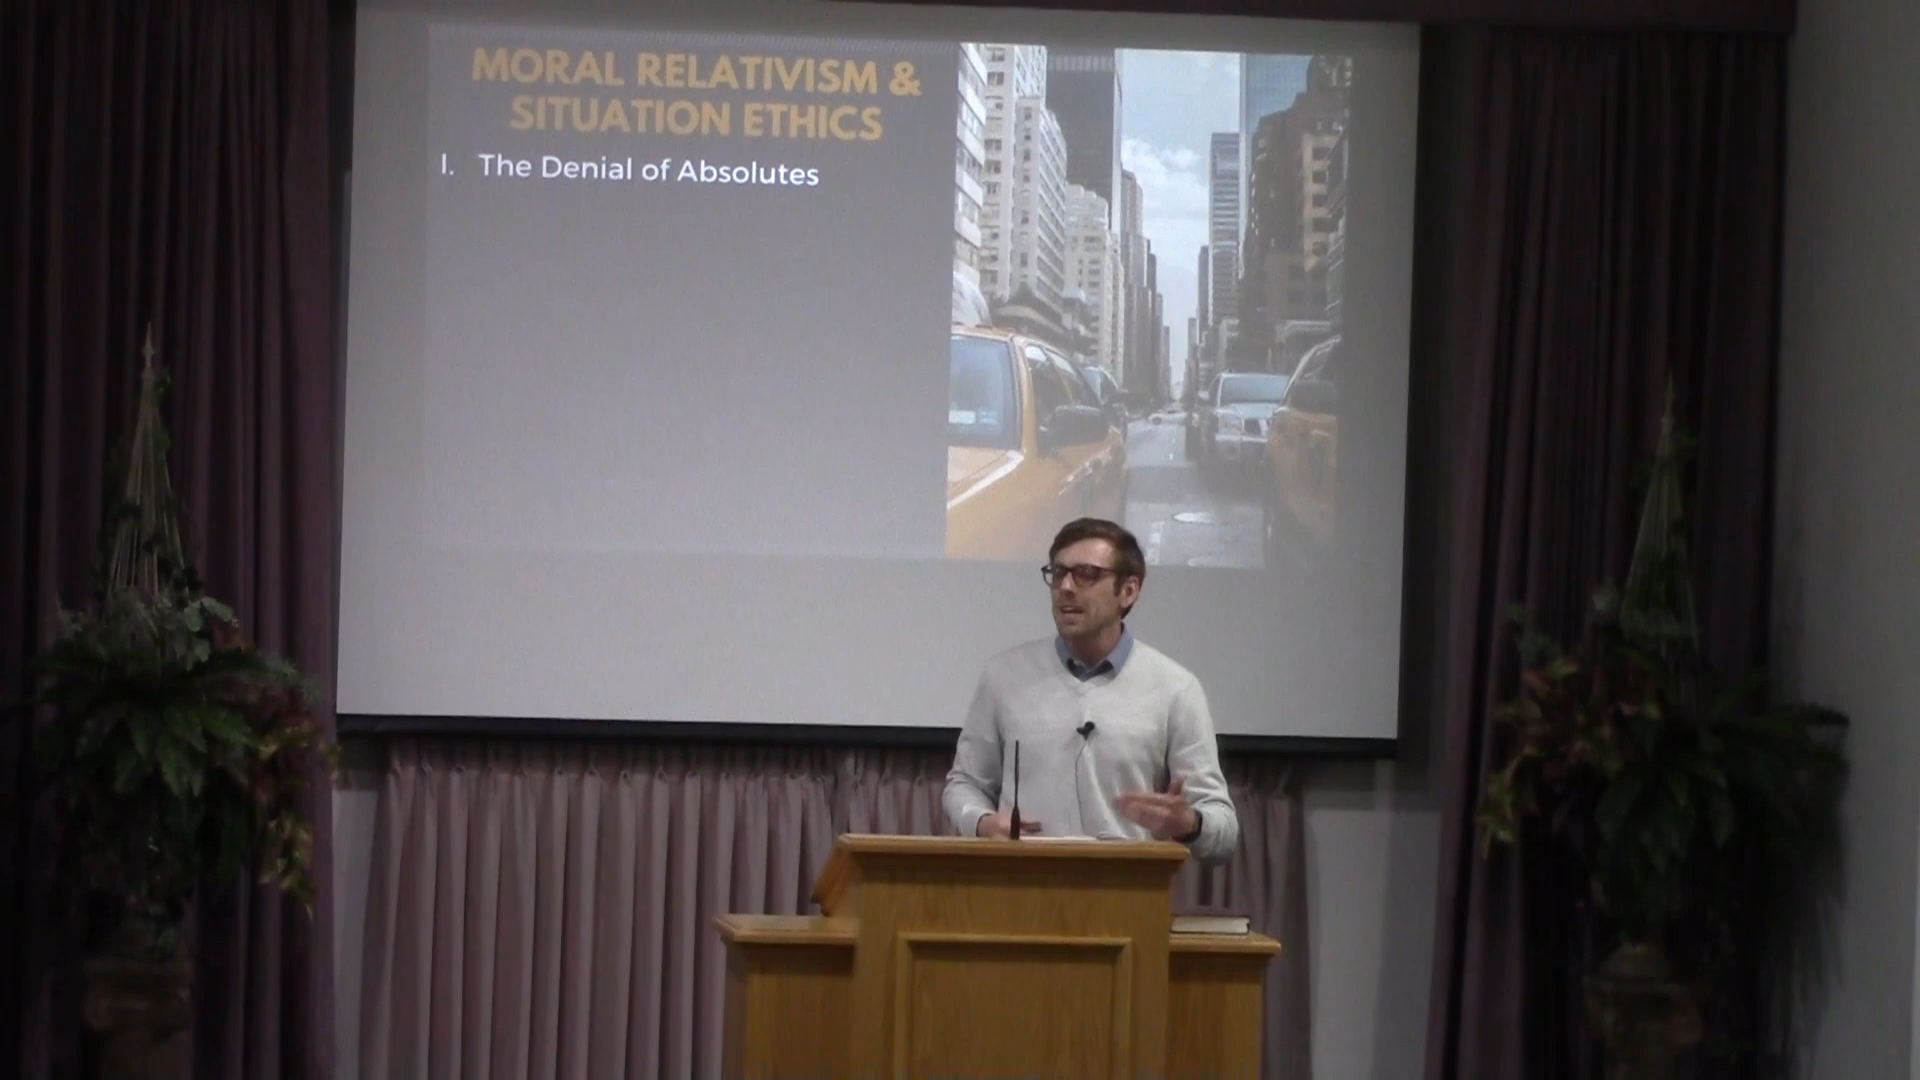 MORAL RELATIVISM &
SITUATION ETHICS
I. The Denial of Absolutes